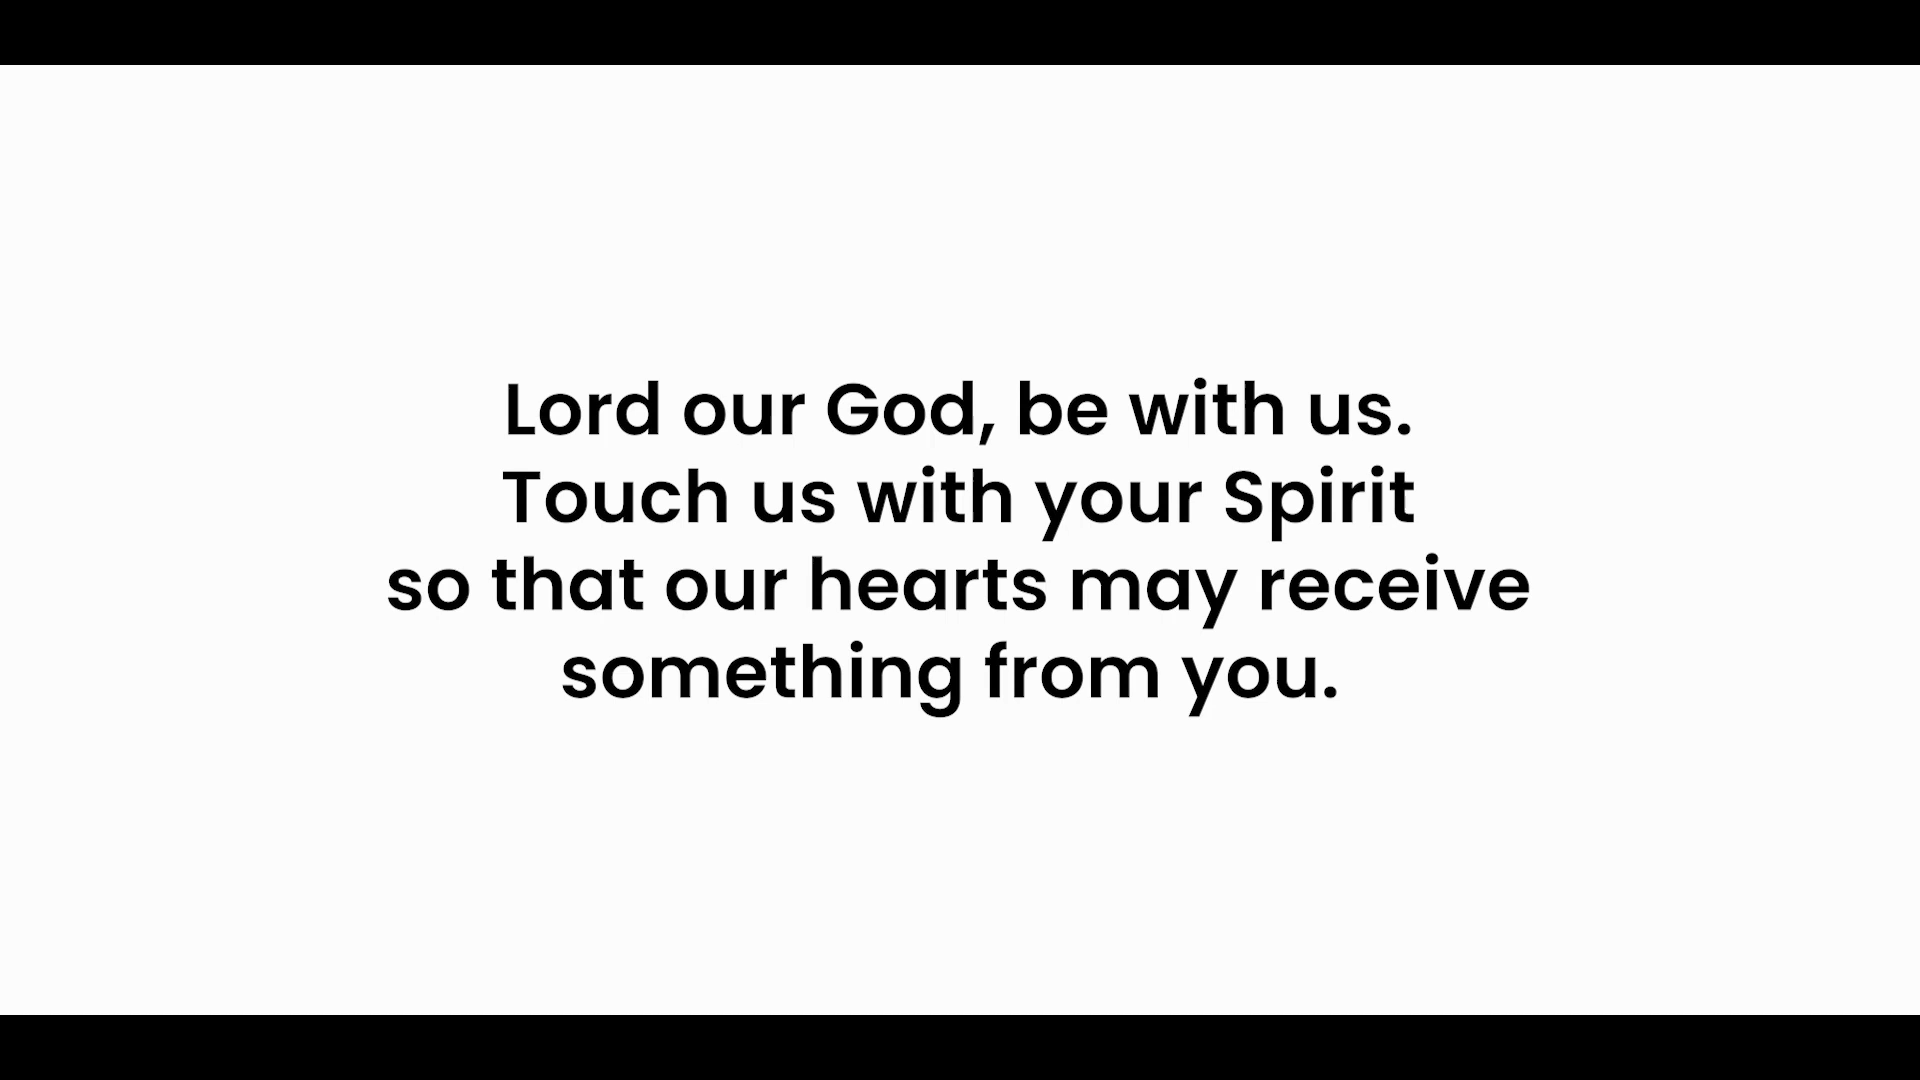 Lord our God, be with us.
Touch us with your Spirit
so that our hearts may receive
something from you.